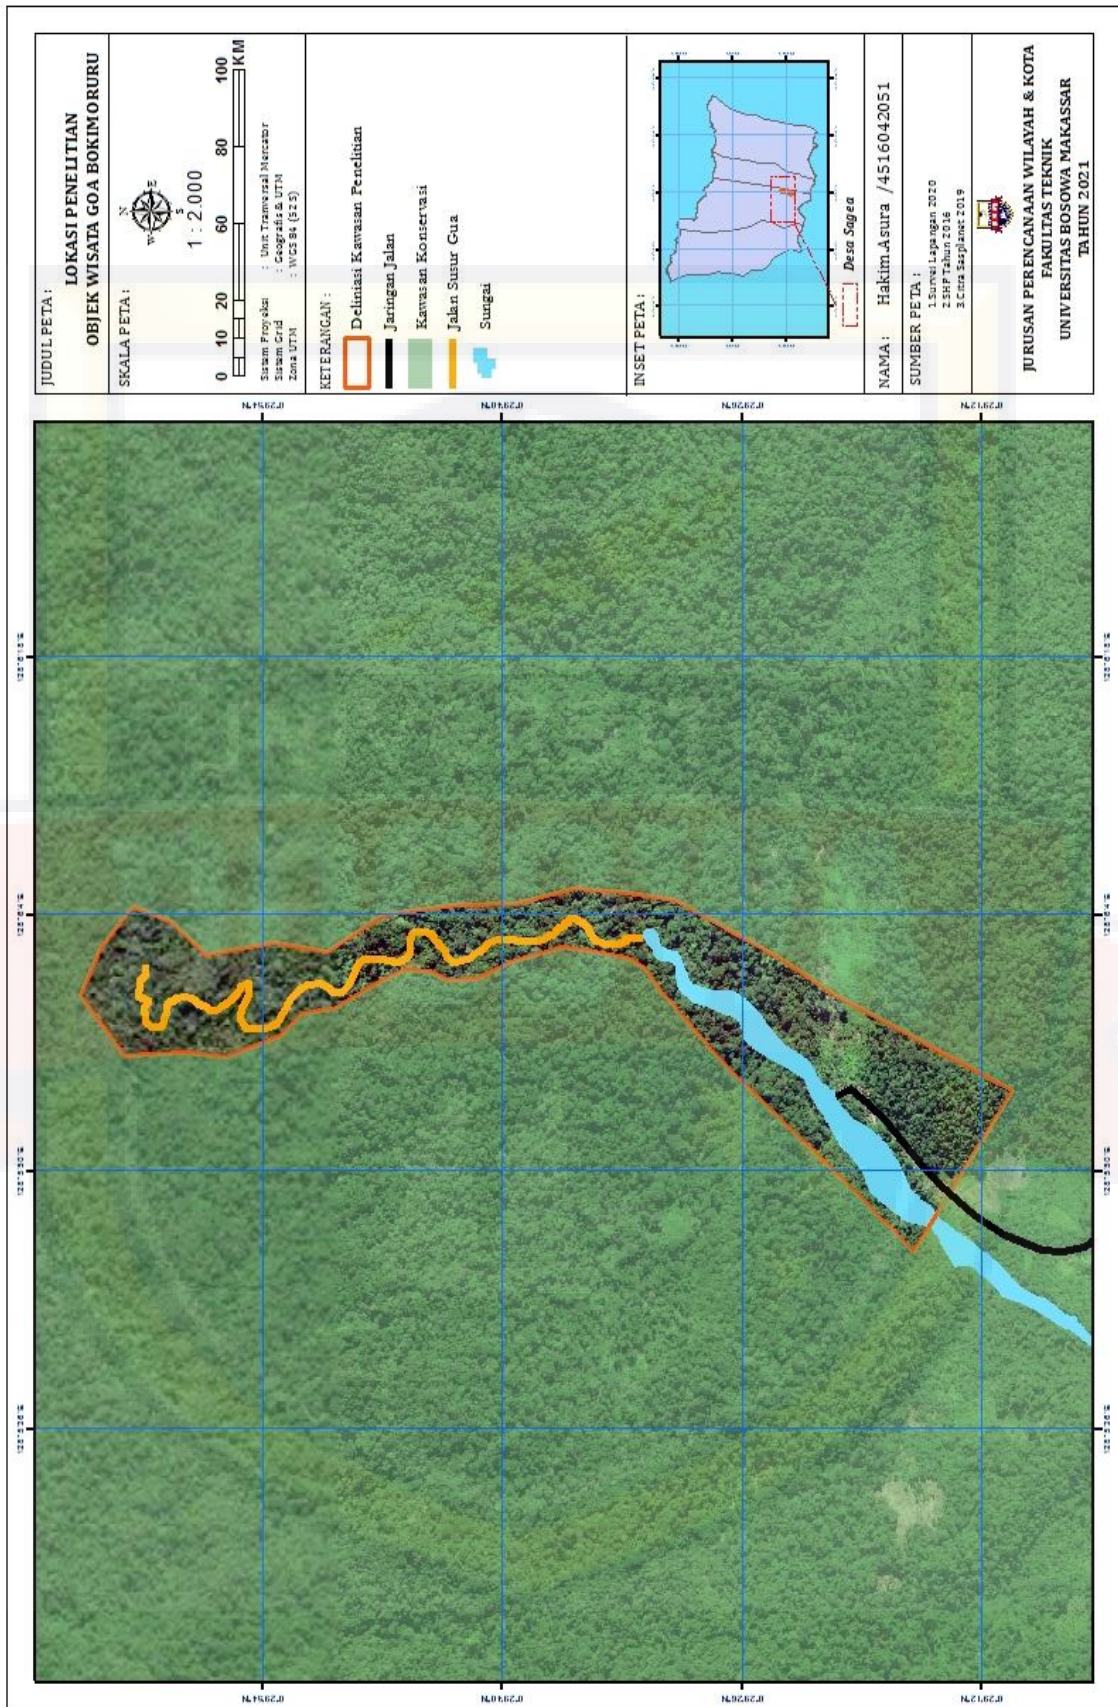 JUDUL PETA :
LOKASI PENELITIAN
OBJEK WISATA GOA BOKIMORURU
SKALA PETA :
N
W
E
S
1 : 2.000
0 10 20 40 60 80 100
KM
Sistem Proyeksi : Unit Tranversal Mercator
Sistem Grid : Geografis & UTM
Zona UTM : WGS 84 (52 S)
KETERANGAN :
Deliniasi Kawasan Penelitian
Jaringan Jalan
Kawasan Konservasi
Jalan Susur Gua
Sungai
INSET PETA :
Desa Sagea
NAMA : Hakim.Asura /4516042051
SUMBER PETA :
1.Survei Lapangan 2020
2.SHP Tahun 2016
3.Citra Sasplanet 2019
JURUSAN PERENCANAAN WILAYAH & KOTA
FAKULTAS TEKNIK
UNIVERSITAS BOSOWA MAKASSAR
TAHUN 2021